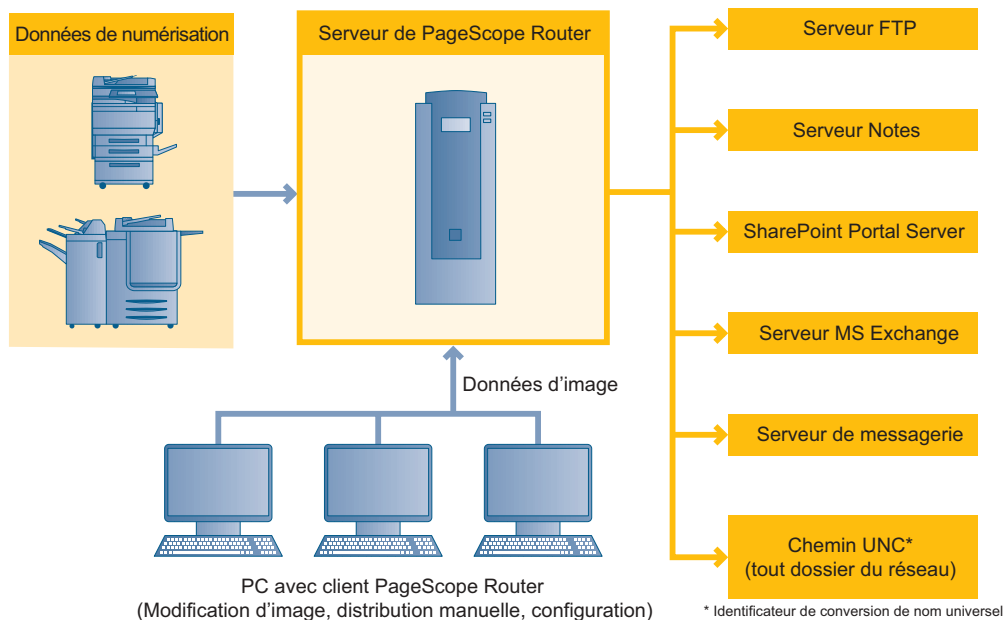 Données de numérisation
Serveur de PageScope Router
Serveur FTP
Serveur Notes
SharePoint Portal Server
Serveur MS Exchange
Serveur de messagerie
Chemin UNC*
(tout dossier du réseau)
* Identificateur de conversion de nom universel
Données d’image
PC avec client PageScope Router
(Modification d’image, distribution manuelle, configuration)